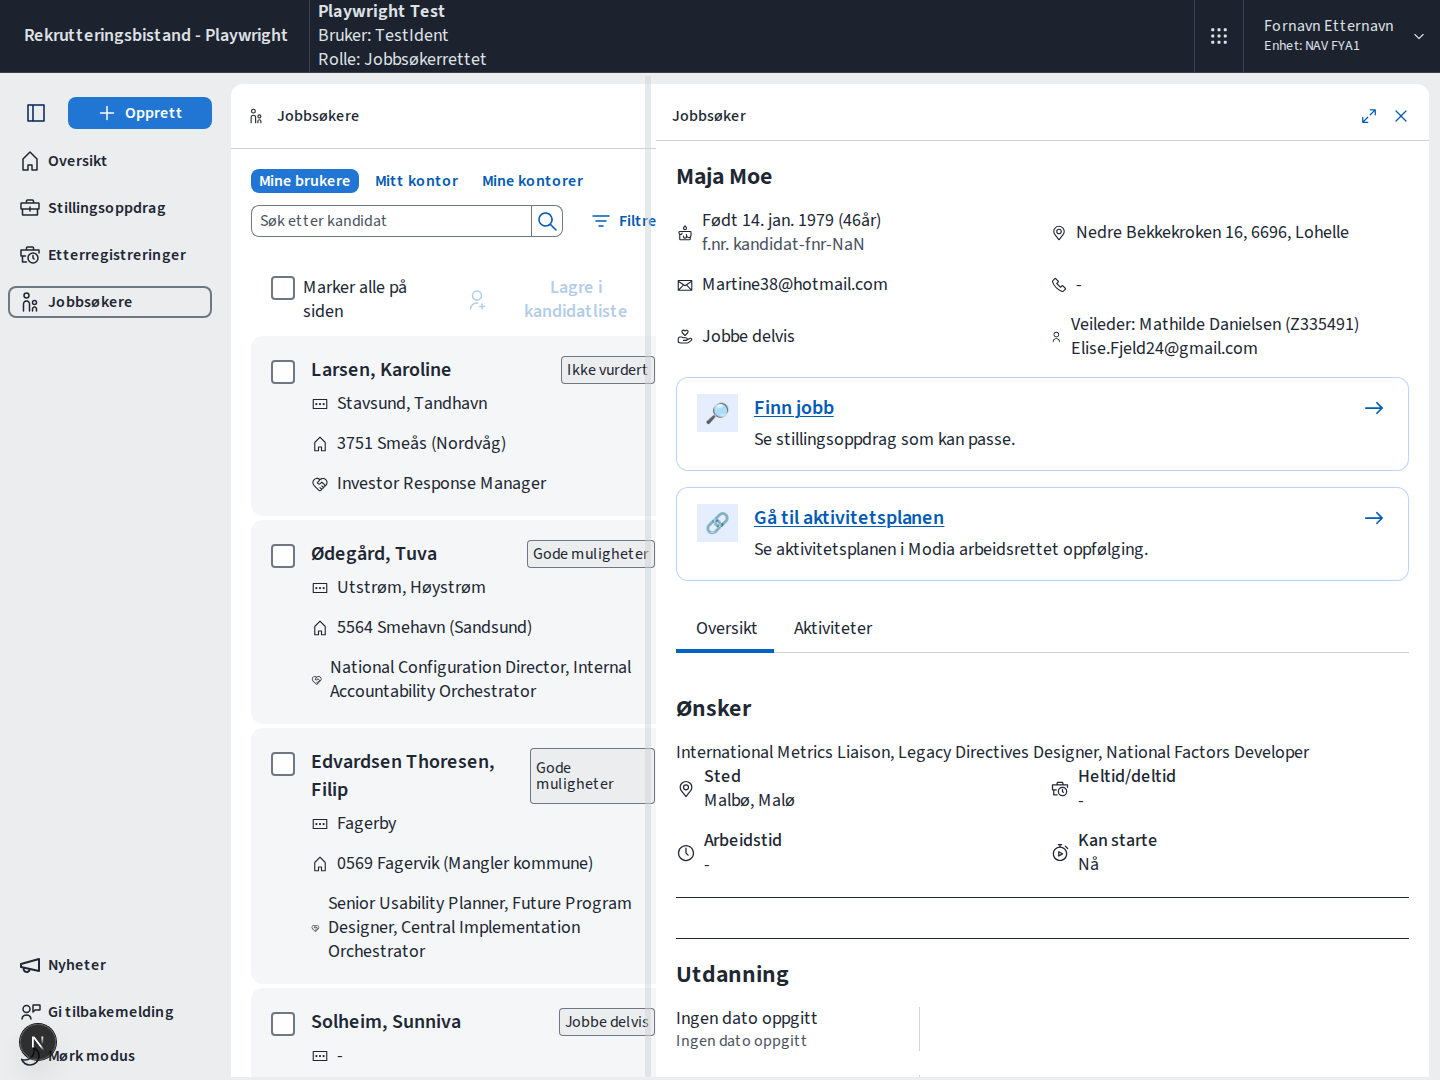 Rekrutteringsbistand - Playwright
Playwright Test
Bruker: TestIdent
Rolle: Jobbsøkerrettet
Fornavn Etternavn
Enhet: NAV FYA1
Opprett
Oversikt
Stillingsoppdrag
Etterregistreringer
Jobbsøkere
Nyheter
Gi tilbakemelding
Mørk modus
N
Jobbsøkere
Mine brukere
Mitt kontor
Mine kontorer
Søk etter kandidat
Filtre
Marker alle på
siden
Lagre i
kandidatliste
Larsen, Karoline
Ikke vurdert
Stavsund, Tandhavn
3751 Smeås (Nordvåg)
Investor Response Manager
Ødegård, Tuva
Gode muligheter
Utstrøm, Høystrøm
5564 Smehavn (Sandsund)
National Configuration Director, Internal
Accountability Orchestrator
Edvardsen Thoresen,
Filip
Gode
muligheter
Fagerby
0569 Fagervik (Mangler kommune)
Senior Usability Planner, Future Program
Designer, Central Implementation
Orchestrator
Solheim, Sunniva
Jobbe delvis
-
Jobbsøker
Maja Moe
Født 14. jan. 1979 (46år)
f.nr. kandidat-fnr-NaN
Nedre Bekkekroken 16, 6696, Lohelle
Martine38@hotmail.com
-
Jobbe delvis
Veileder: Mathilde Danielsen (Z335491)
Elise.Fjeld24@gmail.com
Finn jobb
Se stillingsoppdrag som kan passe.
Gå til aktivitetsplanen
Se aktivitetsplanen i Modia arbeidsrettet oppfølging.
Oversikt
Aktiviteter
Ønsker
International Metrics Liaison, Legacy Directives Designer, National Factors Developer
Sted
Malbø, Malø
Heltid/deltid
-
Arbeidstid
-
Kan starte
Nå
Utdanning
Ingen dato oppgitt
Ingen dato oppgitt